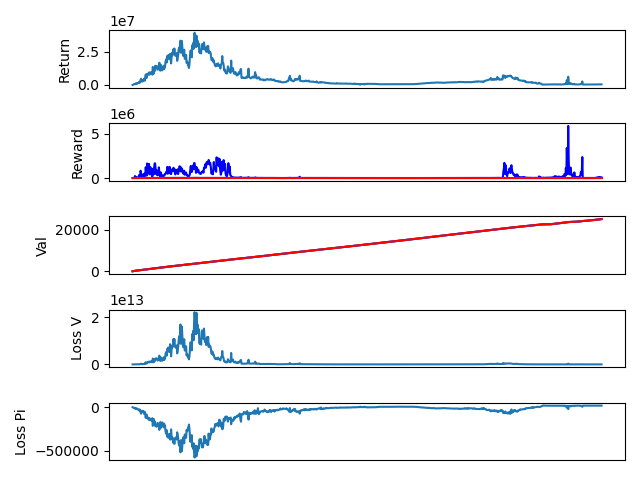 1e7
Return
2.5
0.0
1e6
Reward
5
0
Val
20000
0
1e13
Loss V
2
0
Loss Pi
0
−500000